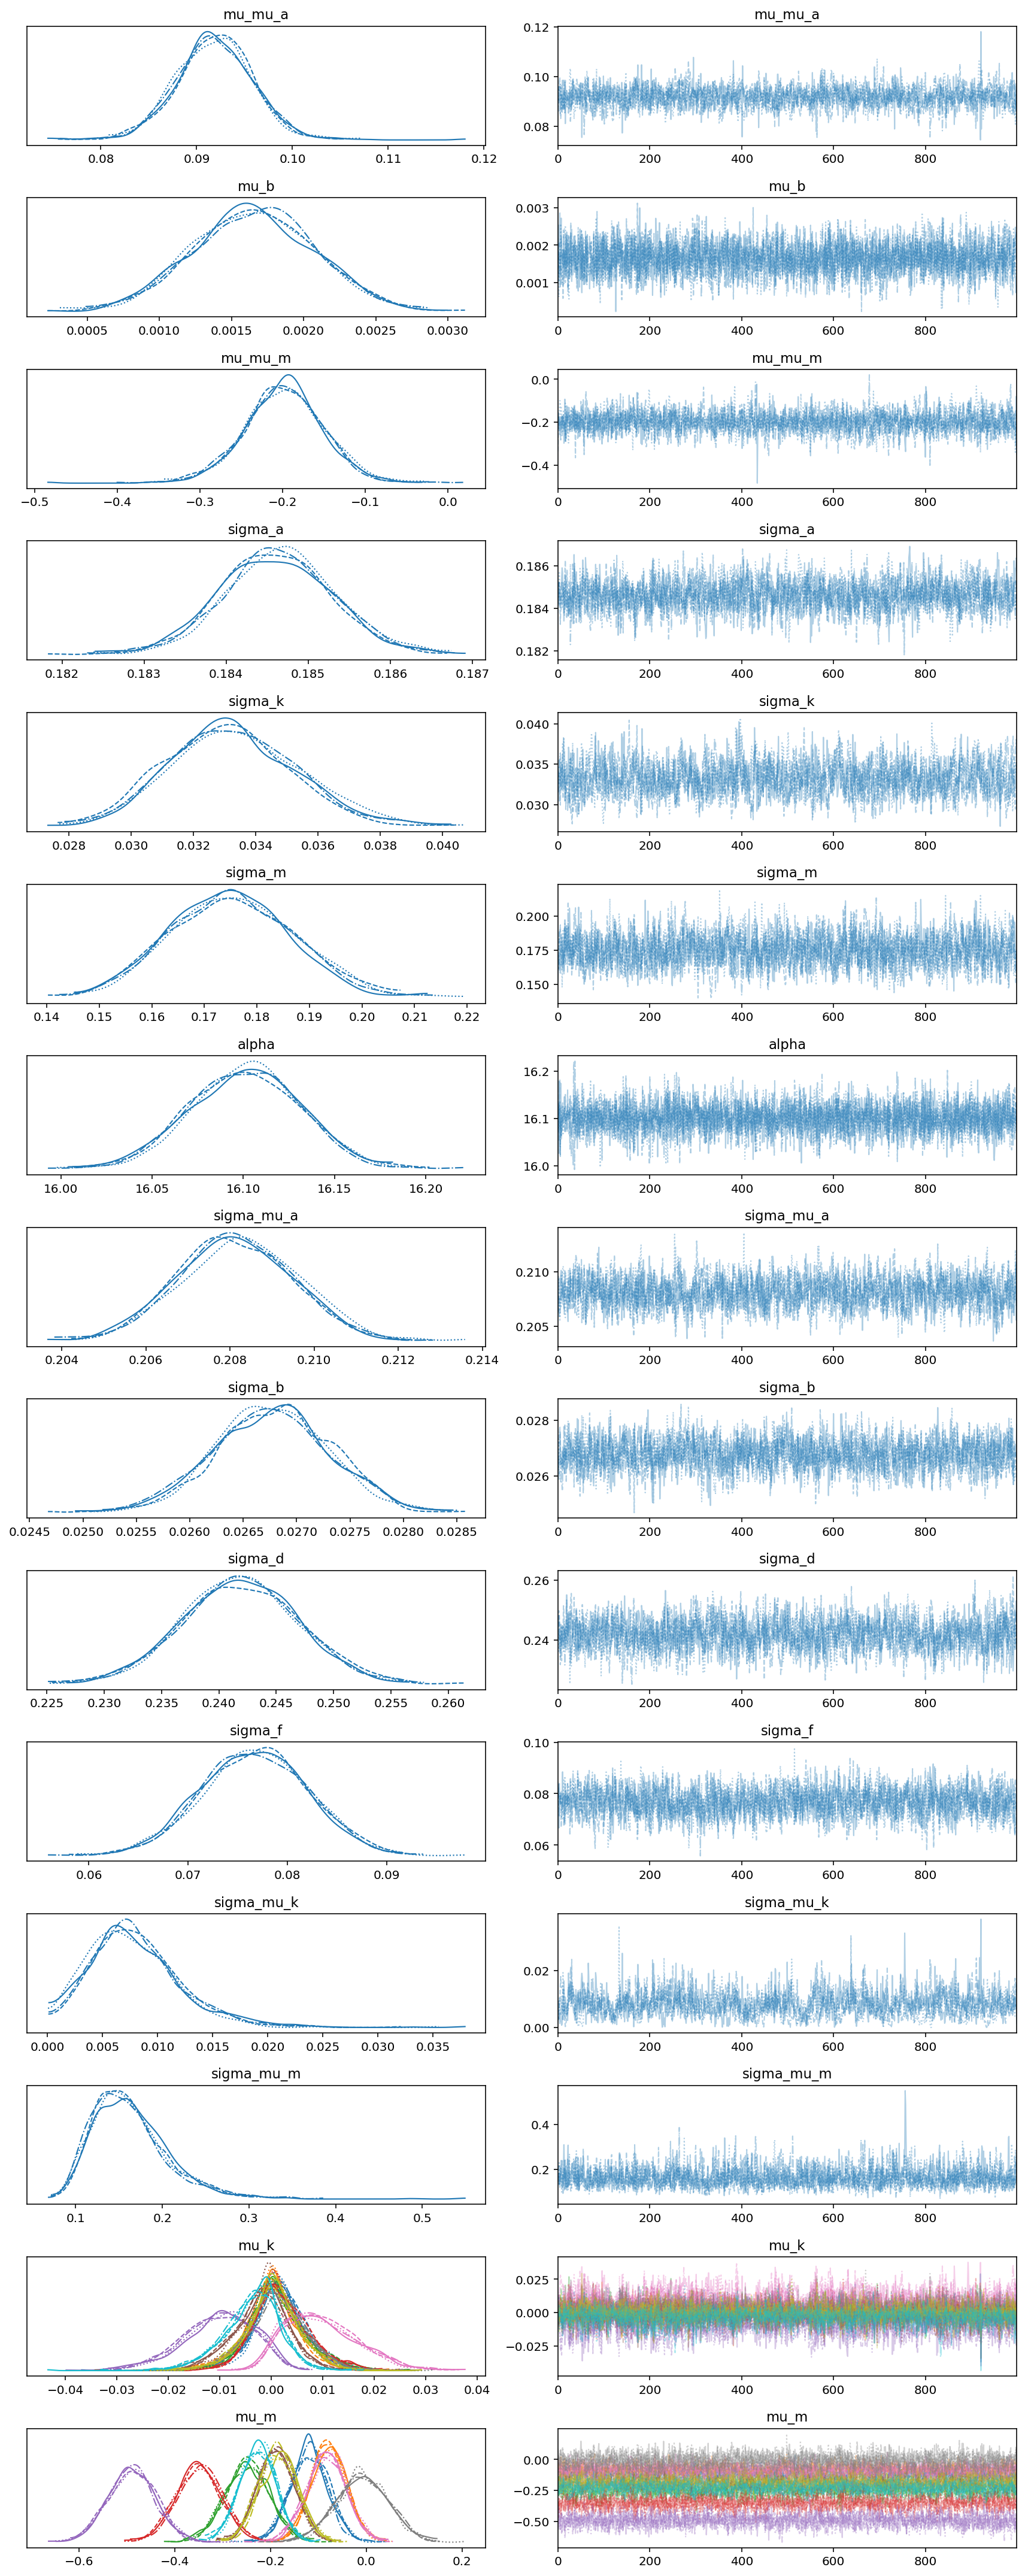 mu_mu_a mu_mu_a
0.12
0.10
0.08
0.08 0.09 0.10 0.11 0.12 0 200 400 600 800
mu_b mu_b
0.003
0.002
0.001
0.0005 0.0010 0.0015 0.0020 0.0025 0.0030 0 200 400 600 800
mu_mu_m mu_mu_m
0.0
−0.2
−0.4
−0.5 −0.4 −0.3 −0.2 −0.1 0.0 0 200 400 600 800
sigma_a sigma_a
0.186
0.184
0.182
0.182 0.183 0.184 0.185 0.186 0.187 0 200 400 600 800
sigma_k sigma_k
0.040
0.035
0.030
0.028 0.030 0.032 0.034 0.036 0.038 0.040 0 200 400 600 800
sigma_m sigma_m
0.200
0.175
0.150
0.14 0.15 0.16 0.17 0.18 0.19 0.20 0.21 0.22 0 200 400 600 800
alpha alpha
16.2
16.1
16.0
16.00 16.05 16.10 16.15 16.20 0 200 400 600 800
sigma_mu_a sigma_mu_a
0.210
0.205
0.204 0.206 0.208 0.210 0.212 0.214 0 200 400 600 800
sigma_b sigma_b
0.028
0.026
0.0245 0.0250 0.0255 0.0260 0.0265 0.0270 0.0275 0.0280 0.0285 0 200 400 600 800
sigma_d sigma_d
0.26
0.24
0.225 0.230 0.235 0.240 0.245 0.250 0.255 0.260 0 200 400 600 800
sigma_f sigma_f
0.10
0.08
0.06
0.06 0.07 0.08 0.09 0 200 400 600 800
sigma_mu_k sigma_mu_k
0.02
0.00
0.000 0.005 0.010 0.015 0.020 0.025 0.030 0.035 0 200 400 600 800
sigma_mu_m sigma_mu_m
0.4
0.2
0.1 0.2 0.3 0.4 0.5 0 200 400 600 800
mu_k mu_k
0.025
0.000
−0.025
−0.04 −0.03 −0.02 −0.01 0.00 0.01 0.02 0.03 0.04 0 200 400 600 800
mu_m mu_m
0.00
−0.25
−0.50
−0.6 −0.4 −0.2 0.0 0.2 0 200 400 600 800